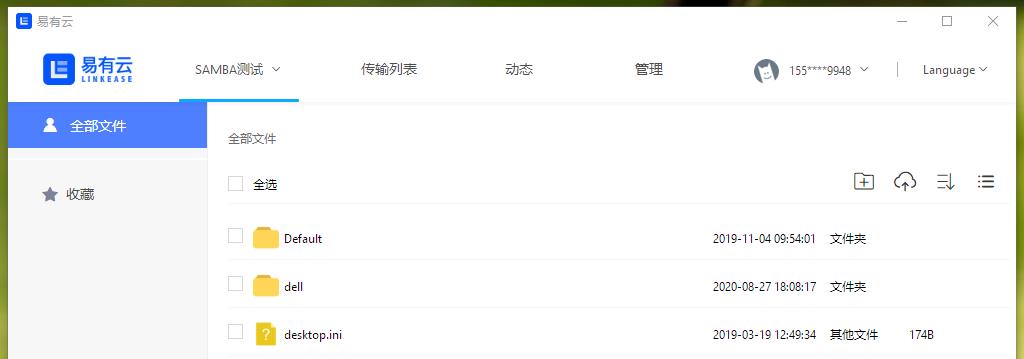 易有云
易有云 LINKEASE SAMBA测试 传输列表 动态 管理 155****9948 Language
全部文件
收藏
全部文件
全选
Default 2019-11-04 09:54:01 文件夹
dell 2020-08-27 18:08:17 文件夹
desktop.ini 2019-03-19 12:49:34 其他文件 174B